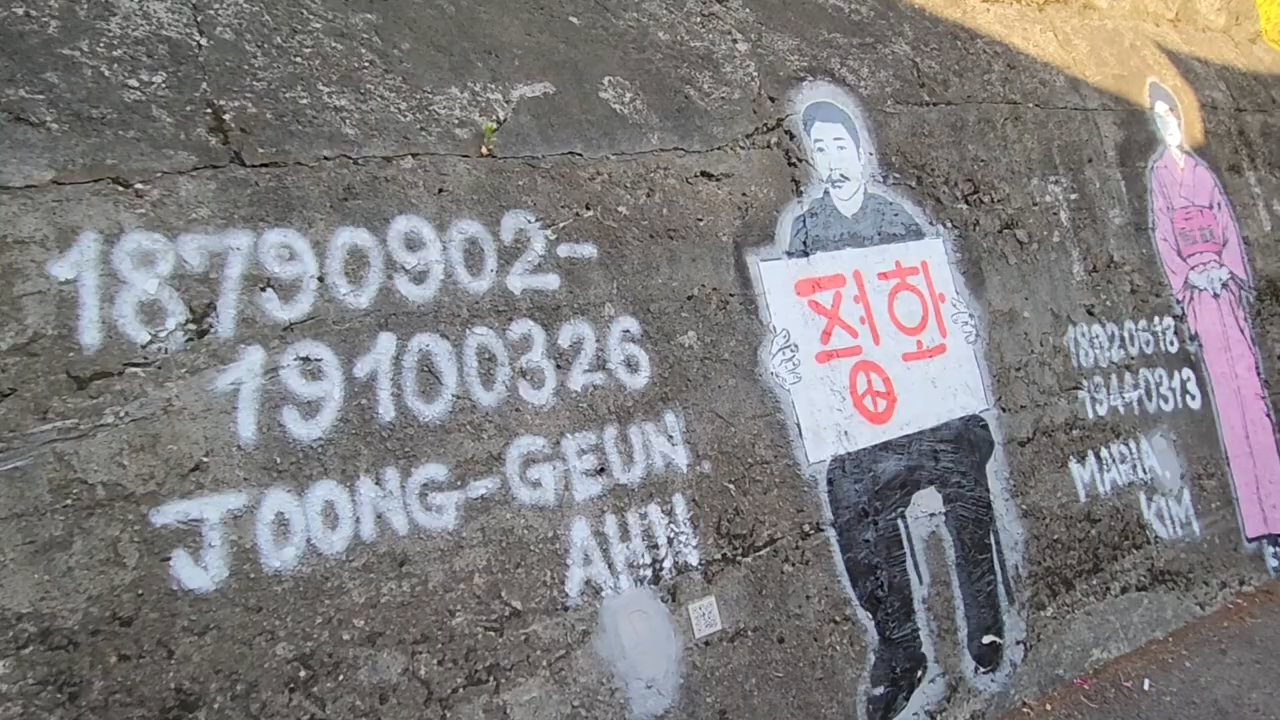 18790902-
19100326
JOONG-GEUN.
AHN
평화
18920618-
19440313
MARIA.
KIM